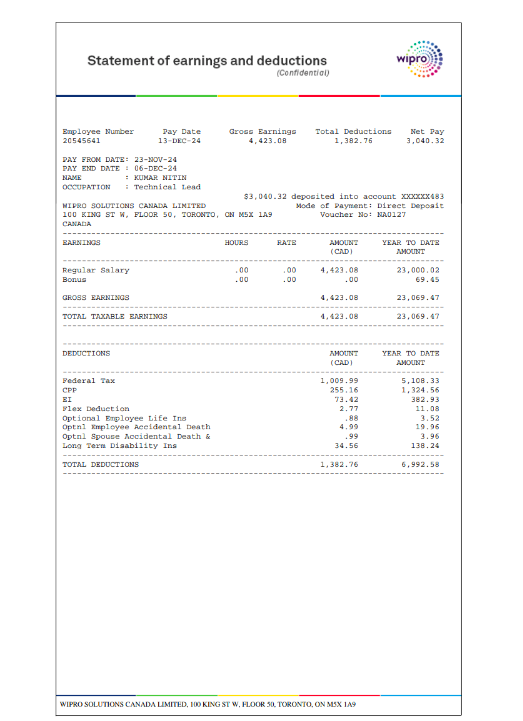 Statement of earnings and deductions
(Confidential)
wipro
Employee Number Pay Date Gross Earnings Total Deductions Net Pay
20545641 13-DEC-24 4,423.08 1,382.76 3,040.32
PAY FROM DATE: 23-NOV-24
PAY END DATE : 06-DEC-24
NAME : KUMAR NITIN
OCCUPATION : Technical Lead
$3,040.32 deposited into account XXXXXX483
WIPRO SOLUTIONS CANADA LIMITED Mode of Payment: Direct Deposit
100 KING ST W, FLOOR 50, TORONTO, ON M5X 1A9 Voucher No: NA0127
CANADA
EARNINGS HOURS RATE AMOUNT YEAR TO DATE
(CAD) AMOUNT
Regular Salary .00 .00 4,423.08 23,000.02
Bonus .00 .00 .00 69.45
GROSS EARNINGS 4,423.08 23,069.47
TOTAL TAXABLE EARNINGS 4,423.08 23,069.47
DEDUCTIONS AMOUNT YEAR TO DATE
(CAD) AMOUNT
Federal Tax 1,009.99 5,108.33
CPP 255.16 1,324.56
EI 73.42 382.93
Flex Deduction 2.77 11.08
Optional Employee Life Ins .88 3.52
Optnl Employee Accidental Death 4.99 19.96
Optnl Spouse Accidental Death & .99 3.96
Long Term Disability Ins 34.56 138.24
TOTAL DEDUCTIONS 1,382.76 6,992.58
WIPRO SOLUTIONS CANADA LIMITED, 100 KING ST W, FLOOR 50, TORONTO, ON M5X 1A9